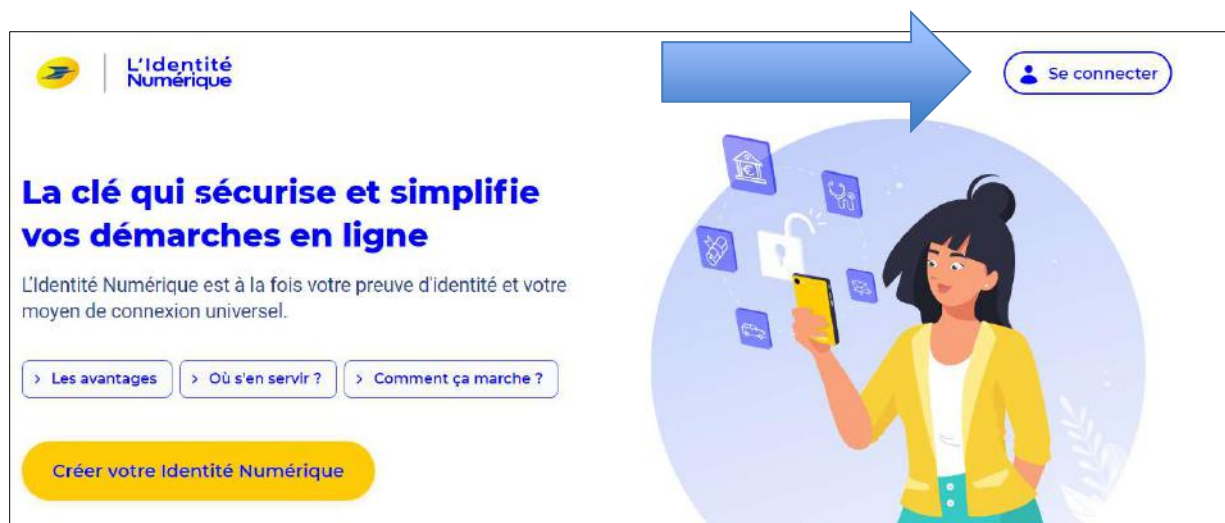 L'Identité
Numérique
Se connecter
La clé qui sécurise et simplifie
vos démarches en ligne
L'Identité Numérique est à la fois votre preuve d'identité et votre
moyen de connexion universel.
> Les avantages
> Où s'en servir ?
> Comment ça marche ?
Créer votre Identité Numérique